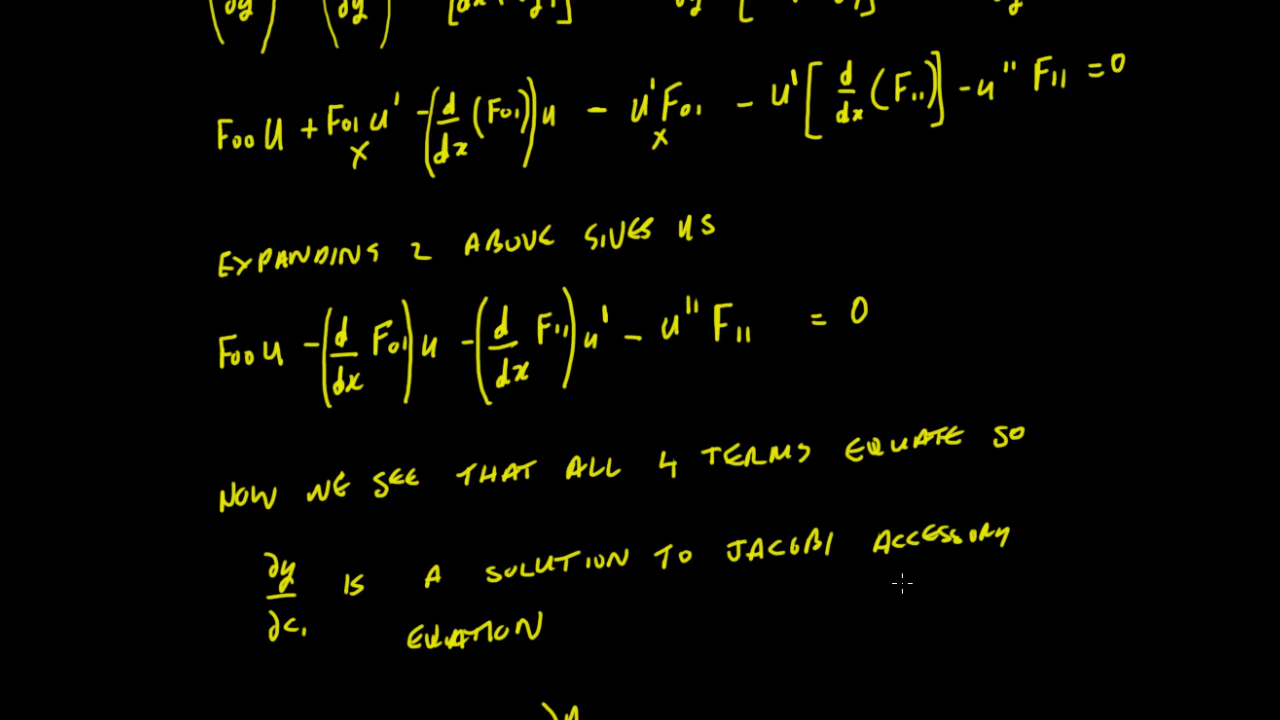 F₀₀ u + F₀₁ u' - (d/dx (F₀₁)) u - u' F₀₁ - u' [d/dx (F₁₁)] - u'' F₁₁ = 0
x x
EXPANDING 2 ABOVE GIVES US
F₀₀ u - (d/dx F₀₁) u - (d/dx F₁₁) u' - u'' F₁₁ = 0
NOW WE SEE THAT ALL 4 TERMS EQUATE SO
∂y/∂c₁ IS A SOLUTION TO JACOBI ACCESSORY
EQUATION